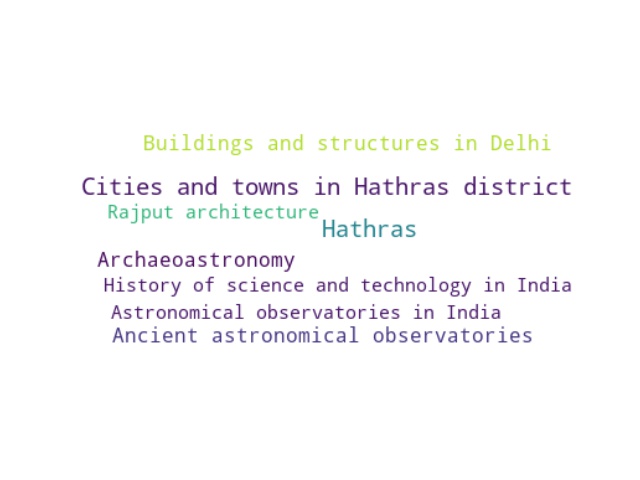 Buildings and structures in Delhi
Cities and towns in Hathras district
Rajput architecture
Hathras
Archaeoastronomy
History of science and technology in India
Astronomical observatories in India
Ancient astronomical observatories